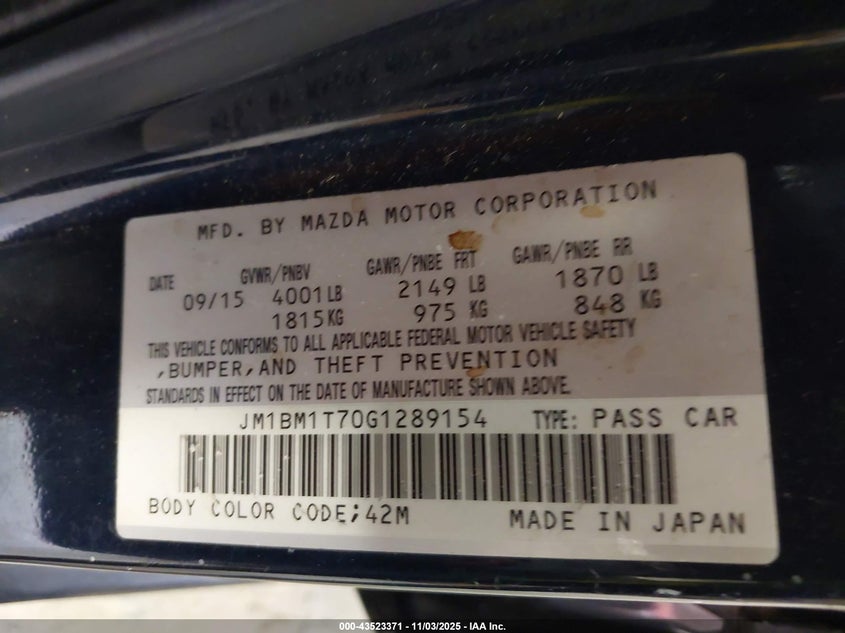 MFD. BY MAZDA MOTOR CORPORATION
DATE GVWR/PNBV GAWR/PNBE FRT GAWR/PNBE RR
09/15 4001LB 2149 LB 1870 LB
1815KG 975 KG 848 KG
THIS VEHICLE CONFORMS TO ALL APPLICABLE FEDERAL MOTOR VEHICLE SAFETY
,BUMPER,AND THEFT PREVENTION
STANDARDS IN EFFECT ON THE DATE OF MANUFACTURE SHOWN ABOVE.
JM1BM1T70G1289154 TYPE: PASS CAR
BODY COLOR CODE;42M MADE IN JAPAN
000-43523371 - 11/03/2025 - IAA Inc.